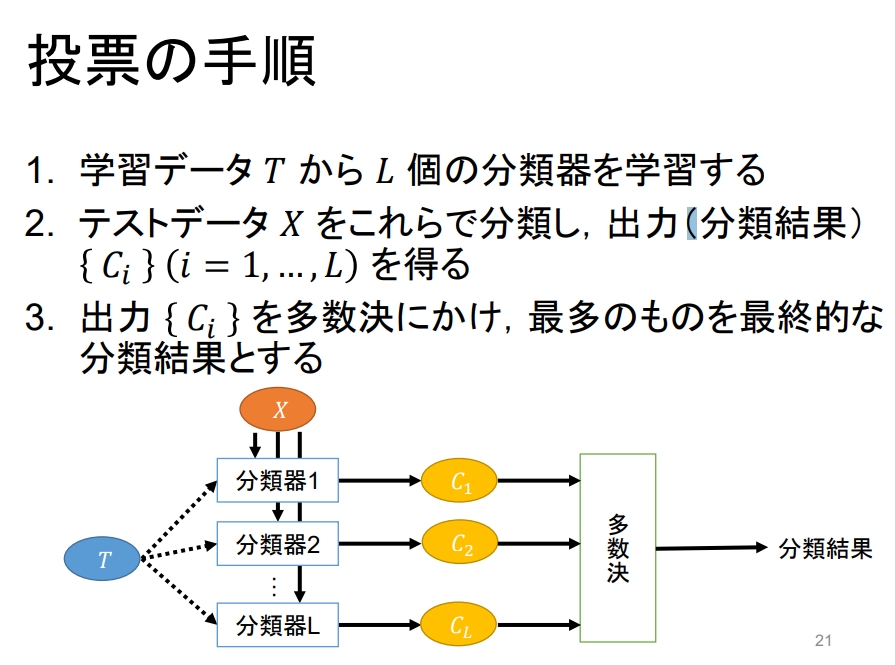 投票の手順
1. 学習データ T から L 個の分類器を学習する
2. テストデータ X をこれらで分類し，出力(分類結果）
{ Cᵢ } (i = 1, … , L) を得る
3. 出力 { Cᵢ } を多数決にかけ，最多のものを最終的な
分類結果とする
X
分類器1
C₁
分類器2
C₂
T
⋮
分類器L
C_L
多数決
分類結果
21